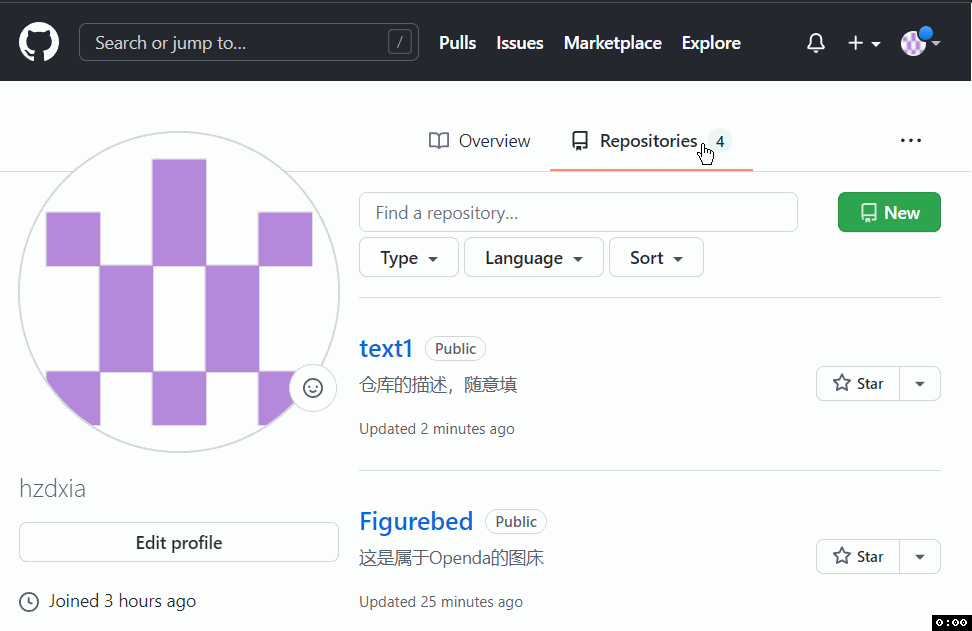 Search or jump to... / Pulls Issues Marketplace Explore
Overview Repositories 4
Find a repository... New
Type Language Sort
text1 Public
仓库的描述，随意填
Star
Updated 2 minutes ago
hzdxia
Figurebed Public
Edit profile
这是属于Openda的图床
Star
Joined 3 hours ago
Updated 25 minutes ago
0:00